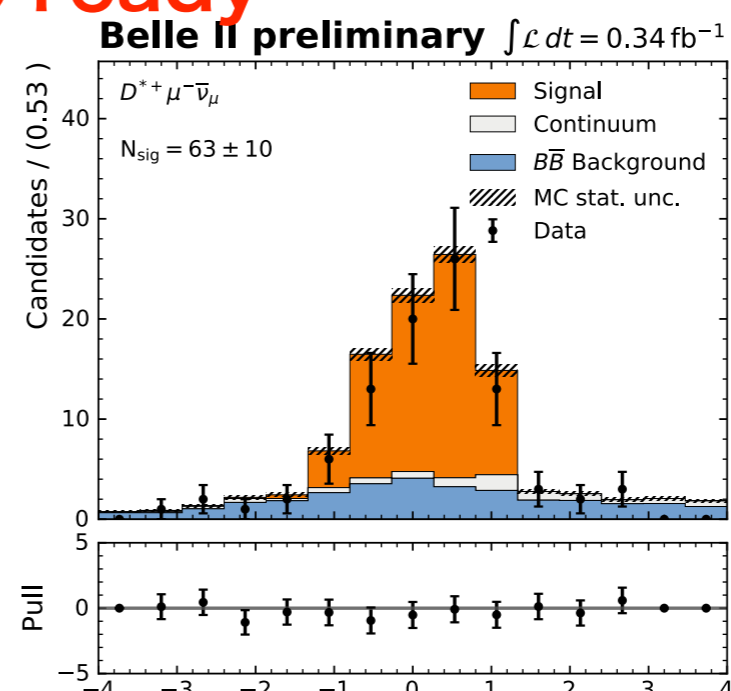 ready
Belle II preliminary ∫ℒ dt = 0.34 fb⁻¹
Candidates / (0.53 )
D*⁺ μ⁻ ν̅_μ
N_sig = 63 ± 10
Signal
Continuum
BB̅ Background
MC stat. unc.
Data
40
30
20
10
0
Pull
5
0
−5
−4 −3 −2 −1 0 1 2 3 4